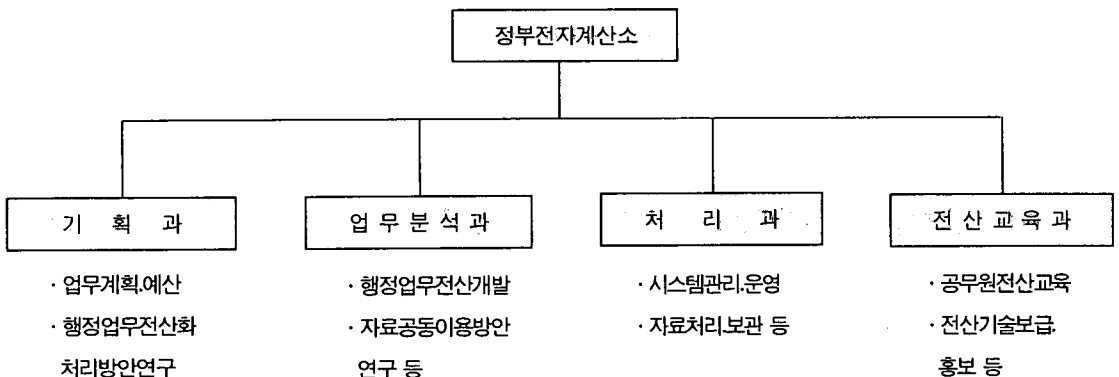 정부전자계산소
기 획 과
· 업무계획.예산
· 행정업무전산화
처리방안연구
업 무 분 석 과
· 행정업무전산개발
· 자료공동이용방안
연구 등
처 리 과
· 시스템관리.운영
· 자료처리.보관 등
전 산 교 육 과
· 공무원전산교육
· 전산기술보급.
홍보 등